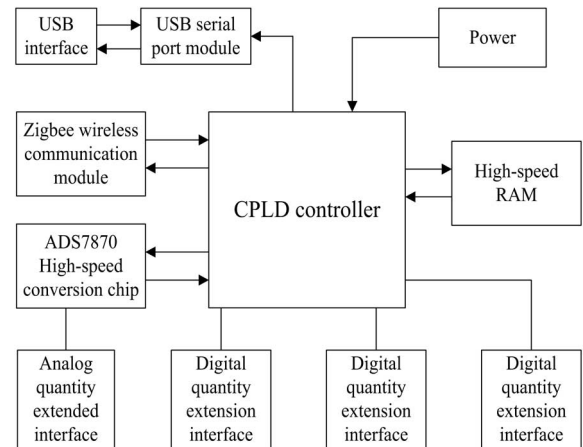 USB
interface
USB serial
port module
Power
Zigbee wireless
communication
module
CPLD controller
High-speed
RAM
ADS7870
High-speed
conversion chip
Analog
quantity
extended
interface
Digital
quantity
extension
interface
Digital
quantity
extension
interface
Digital
quantity
extension
interface